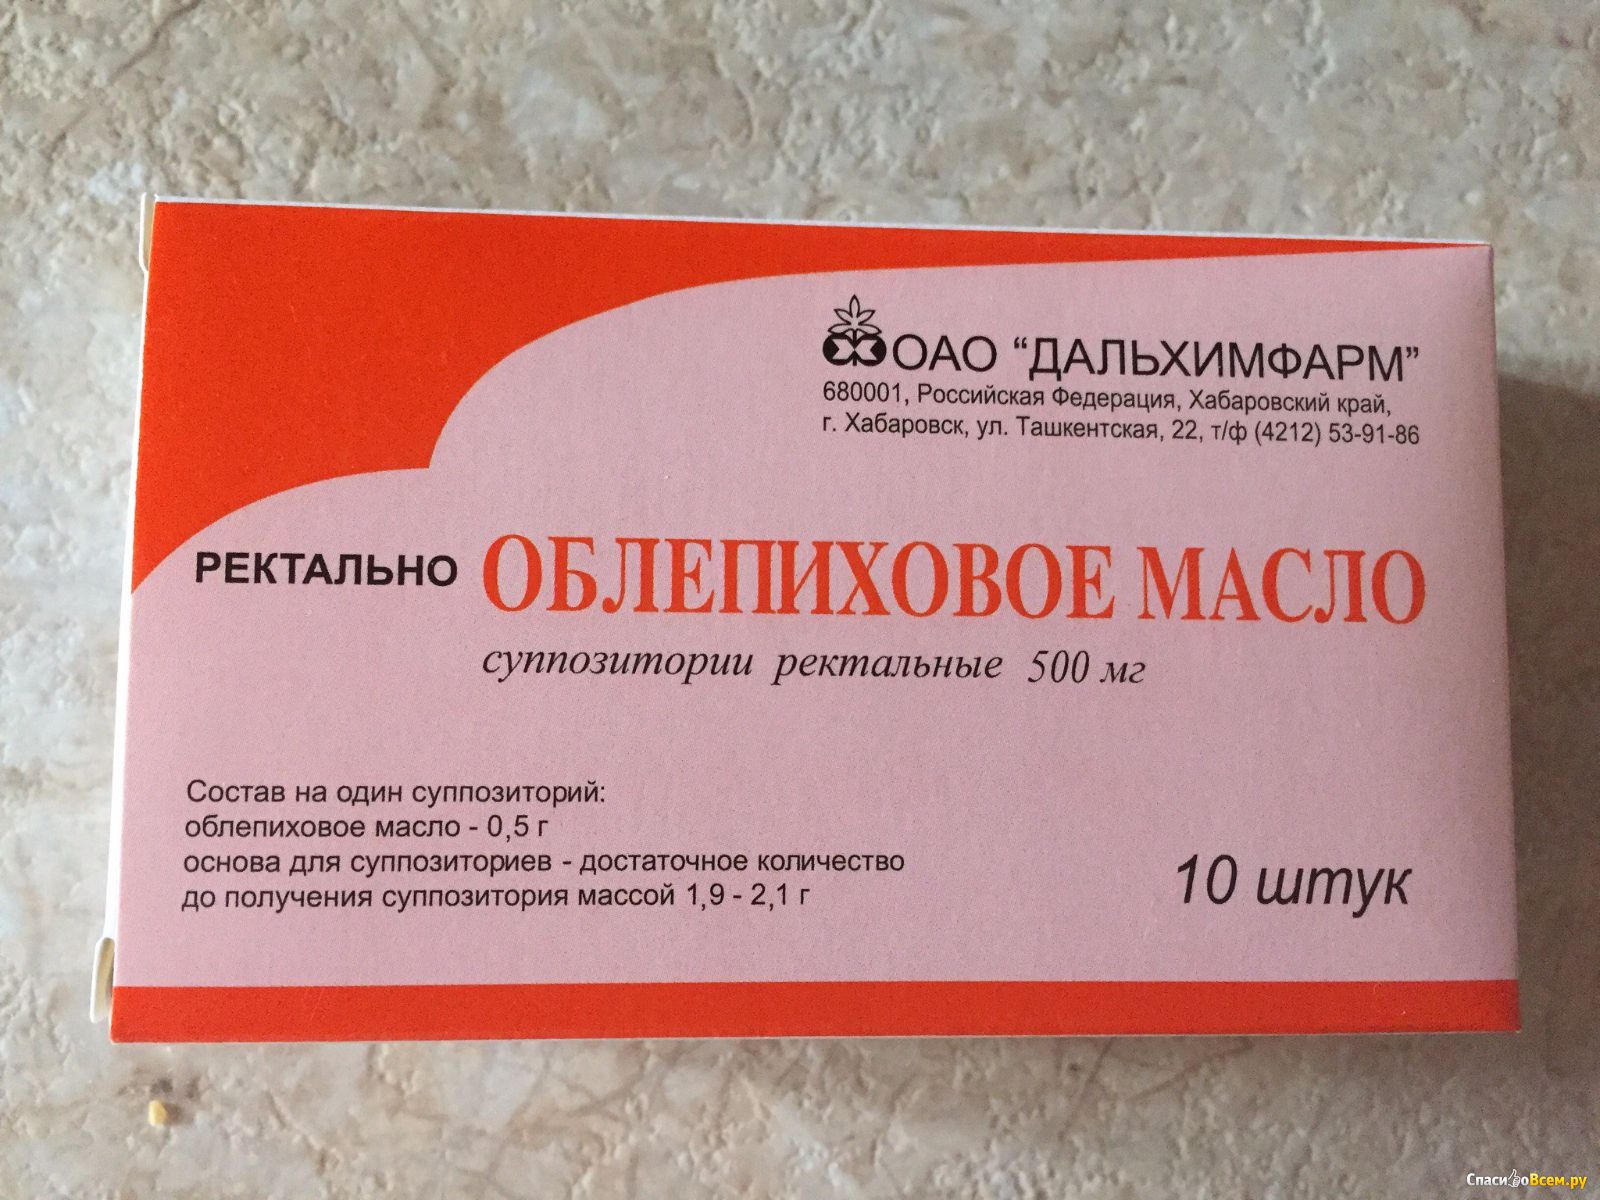 ОАО “ДАЛЬХИМФАРМ”
680001, Российская Федерация, Хабаровский край,
г. Хабаровск, ул. Ташкентская, 22, т/ф (4212) 53-91-86
РЕКТАЛЬНО ОБЛЕПИХОВОЕ МАСЛО
суппозитории ректальные 500 мг
Состав на один суппозиторий:
облепиховое масло - 0,5 г
основа для суппозиториев - достаточное количество
до получения суппозитория массой 1,9 - 2,1 г
10 штук
СпасибоВсем.ру